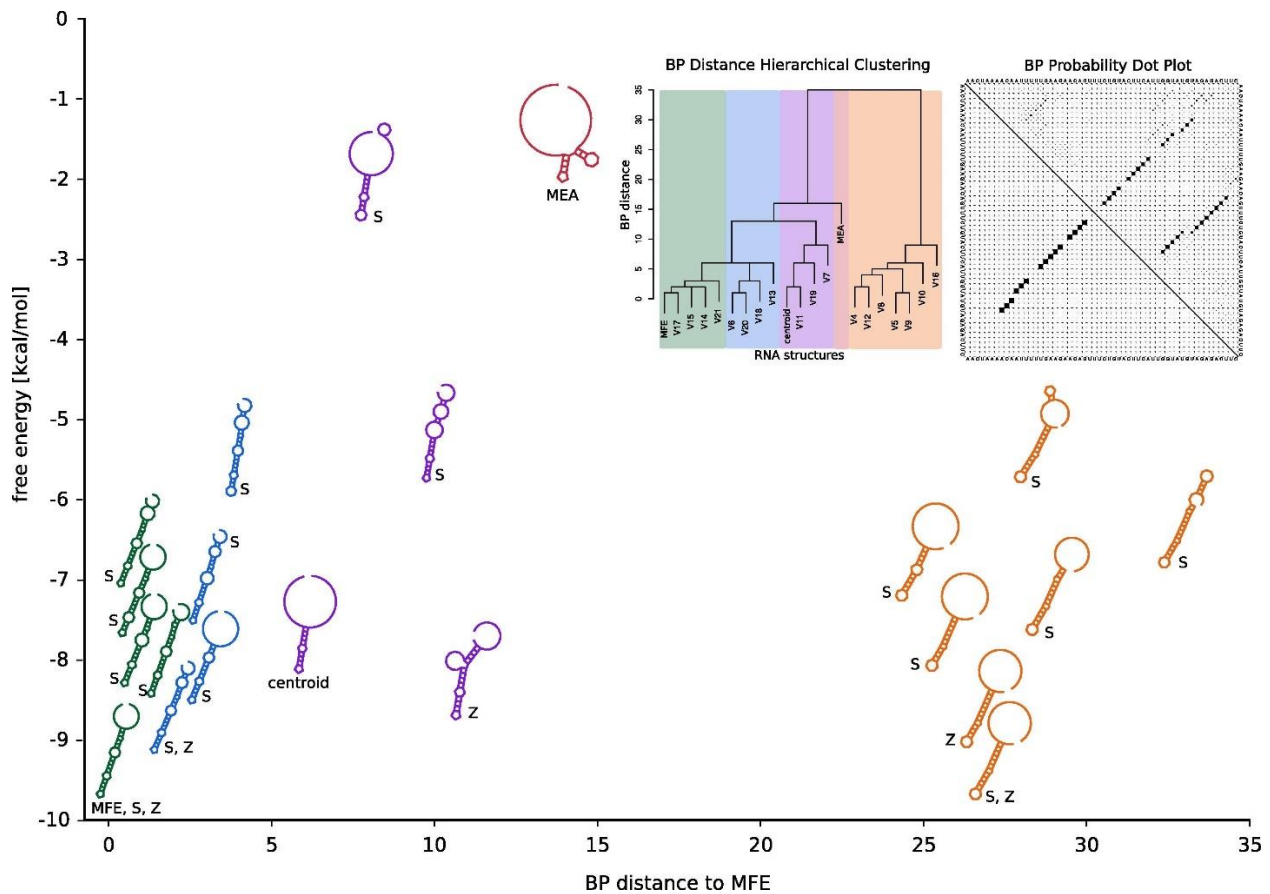 0
-1
-2
-3
-4
-5
-6
-7
-8
-9
-10
free energy [kcal/mol]
0
5
10
15
20
25
30
35
BP distance to MFE
S
MEA
S
S
S
S
S
S
S
S
S, Z
MFE, S, Z
centroid
Z
S
S
S
S
S
Z
S, Z
BP Distance Hierarchical Clustering
BP distance
35
30
25
20
15
10
5
0
MFE
V17
V15
V14
V21
V6
V20
V18
V13
centroid
V11
V19
V7
MEA
V4
V12
V8
V5
V9
V10
V16
RNA structures
BP Probability Dot Plot